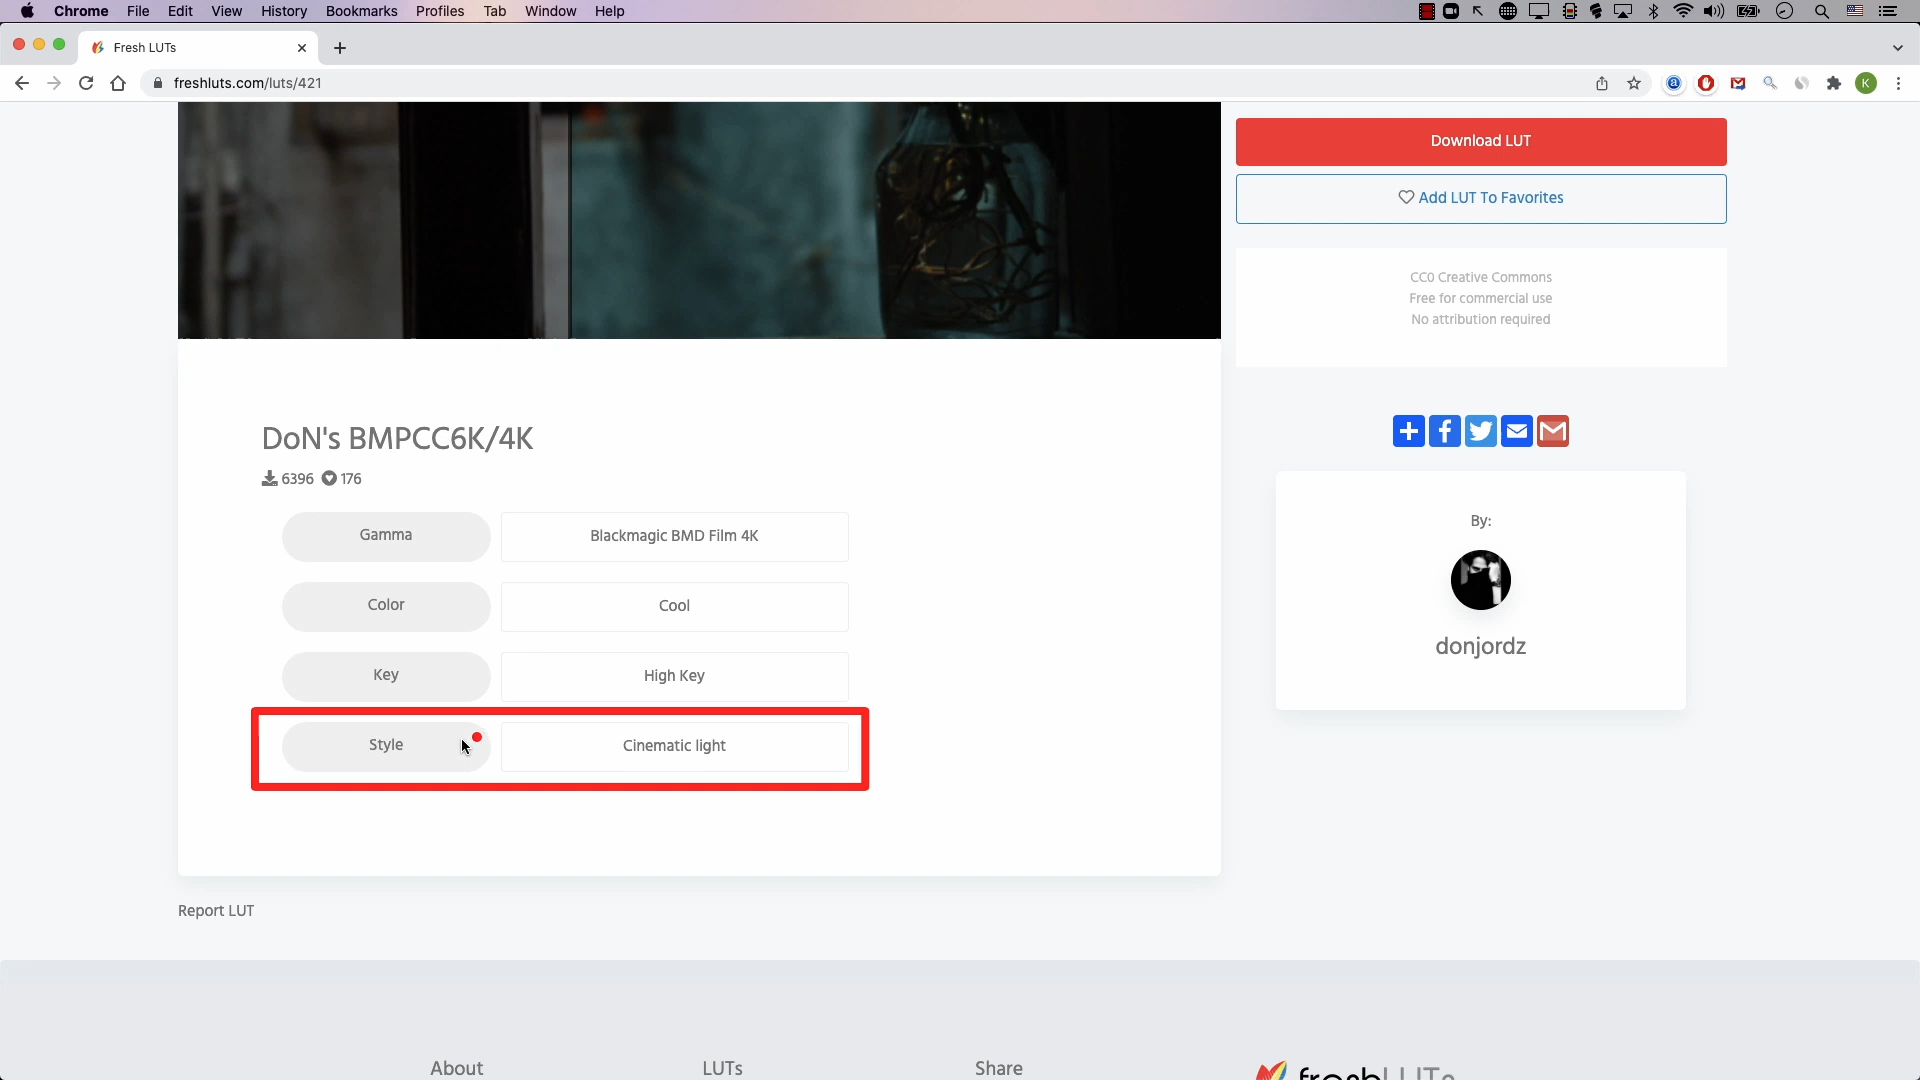 Chrome File Edit View History Bookmarks Profiles Tab Window Help
Fresh LUTs
freshluts.com/luts/421
K
Download LUT
Add LUT To Favorites
CC0 Creative Commons
Free for commercial use
No attribution required
DoN's BMPCC6K/4K
6396 176
Gamma Blackmagic BMD Film 4K
Color Cool
Key High Key
Style Cinematic light
By:
donjordz
Report LUT
About LUTs Share
freshLUTs